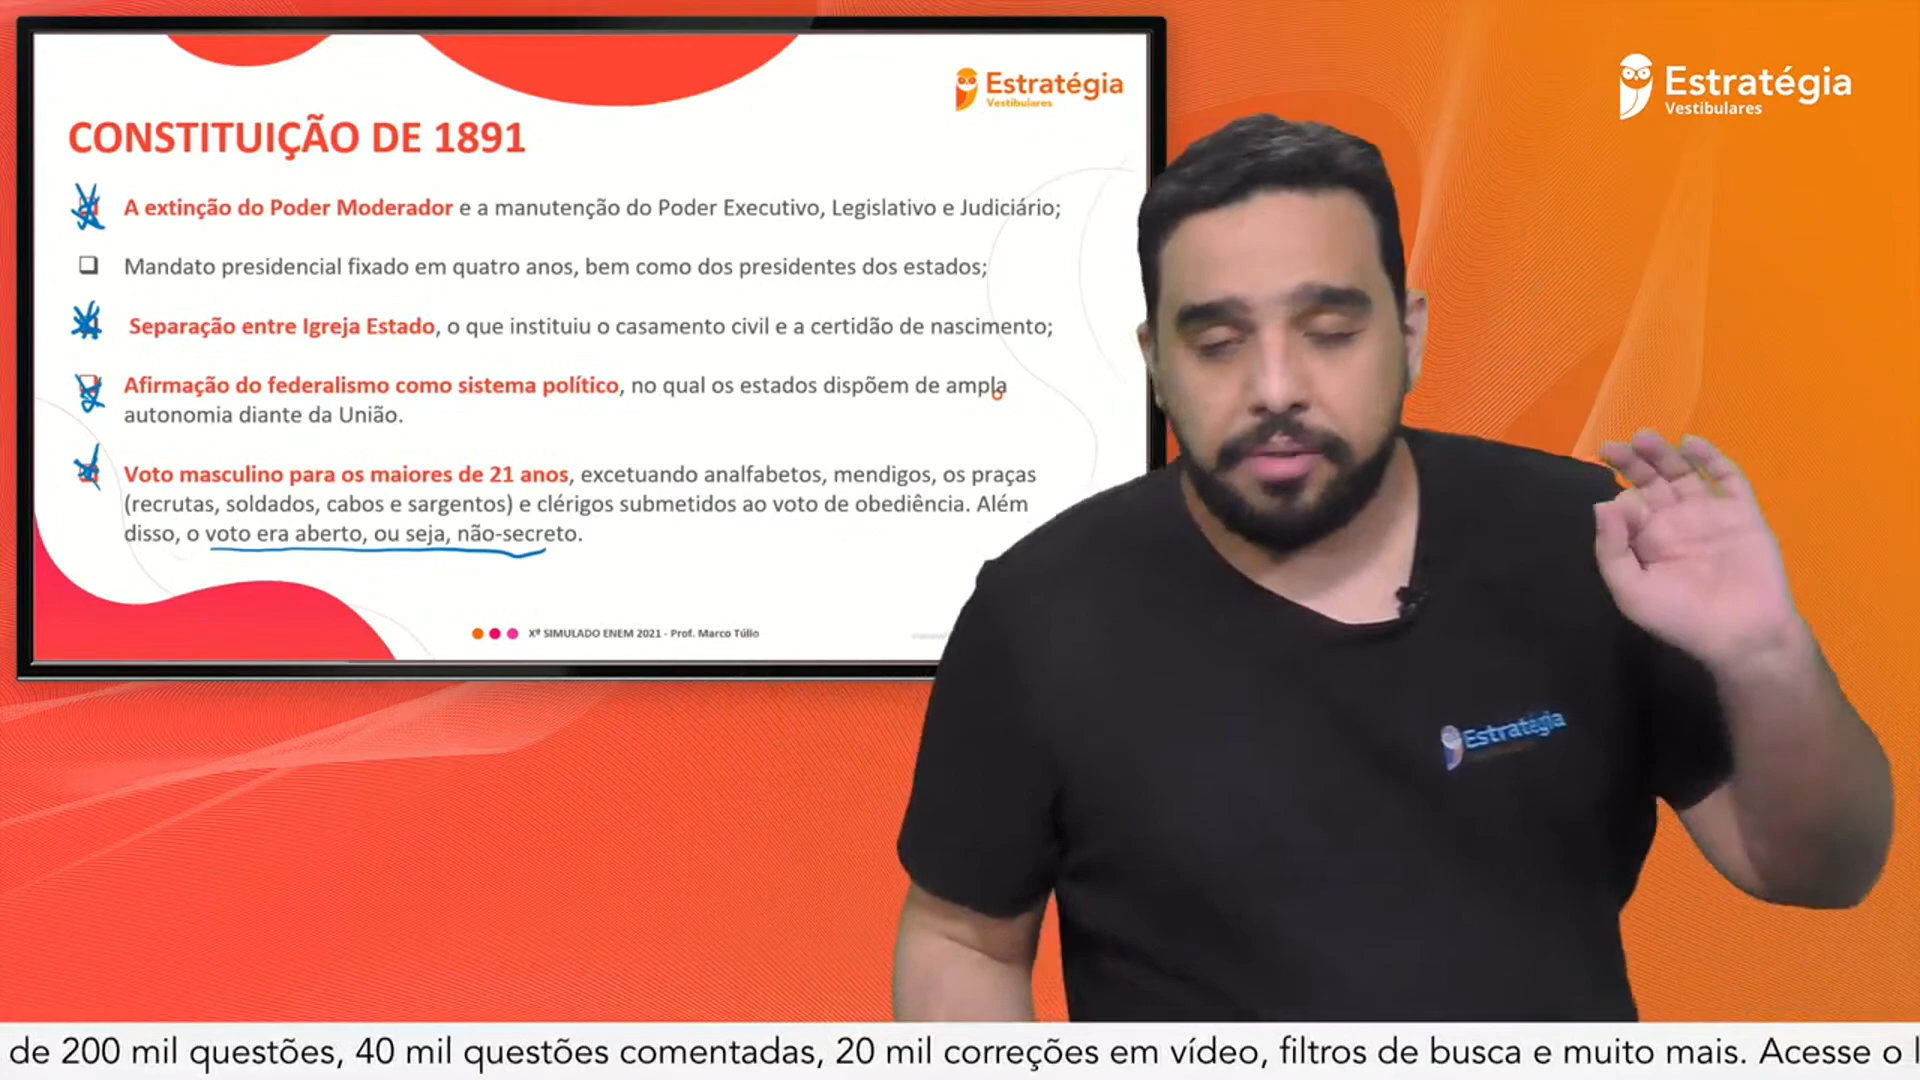 Estratégia
Vestibulares
Estratégia
Vestibulares
CONSTITUIÇÃO DE 1891
A extinção do Poder Moderador e a manutenção do Poder Executivo, Legislativo e Judiciário;
Mandato presidencial fixado em quatro anos, bem como dos presidentes dos estados;
Separação entre Igreja Estado, o que instituiu o casamento civil e a certidão de nascimento;
Afirmação do federalismo como sistema político, no qual os estados dispõem de ampla
autonomia diante da União.
Voto masculino para os maiores de 21 anos, excetuando analfabetos, mendigos, os praças
(recrutas, soldados, cabos e sargentos) e clérigos submetidos ao voto de obediência. Além
disso, o voto era aberto, ou seja, não-secreto.
Xº SIMULADO ENEM 2021 - Prof. Marco Túlio
Estratégia
de 200 mil questões, 40 mil questões comentadas, 20 mil correções em vídeo, filtros de busca e muito mais. Acesse o